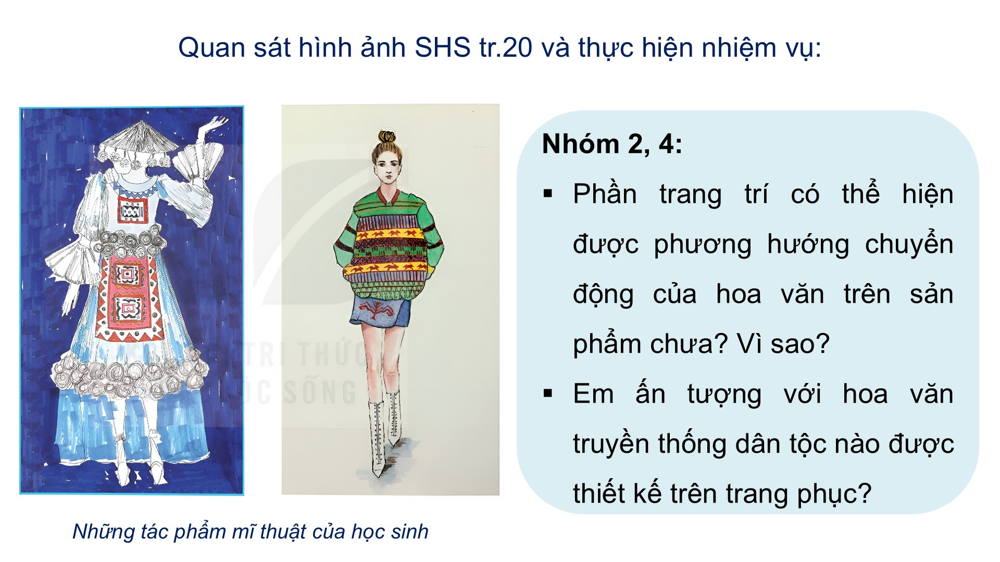 Quan sát hình ảnh SHS tr.20 và thực hiện nhiệm vụ:
Nhóm 2, 4:
▪ Phần trang trí có thể hiện
được phương hướng chuyển
động của hoa văn trên sản
phẩm chưa? Vì sao?
▪ Em ấn tượng với hoa văn
truyền thống dân tộc nào được
thiết kế trên trang phục?
TRI THỨC
SỐNG
Những tác phẩm mĩ thuật của học sinh